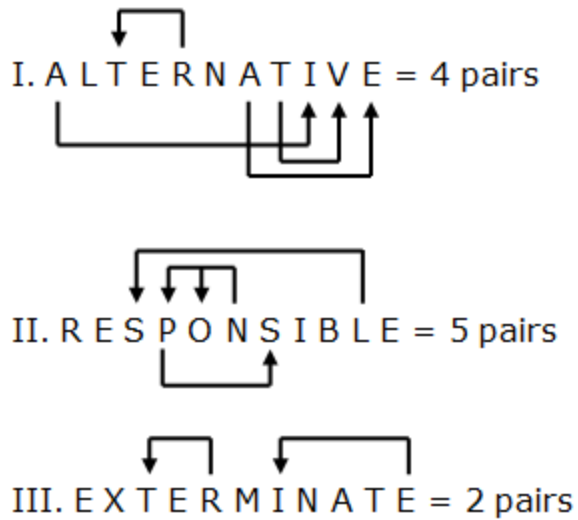 I. A L T E R N A T I V E = 4 pairs
II. R E S P O N S I B L E = 5 pairs
III. E X T E R M I N A T E = 2 pairs